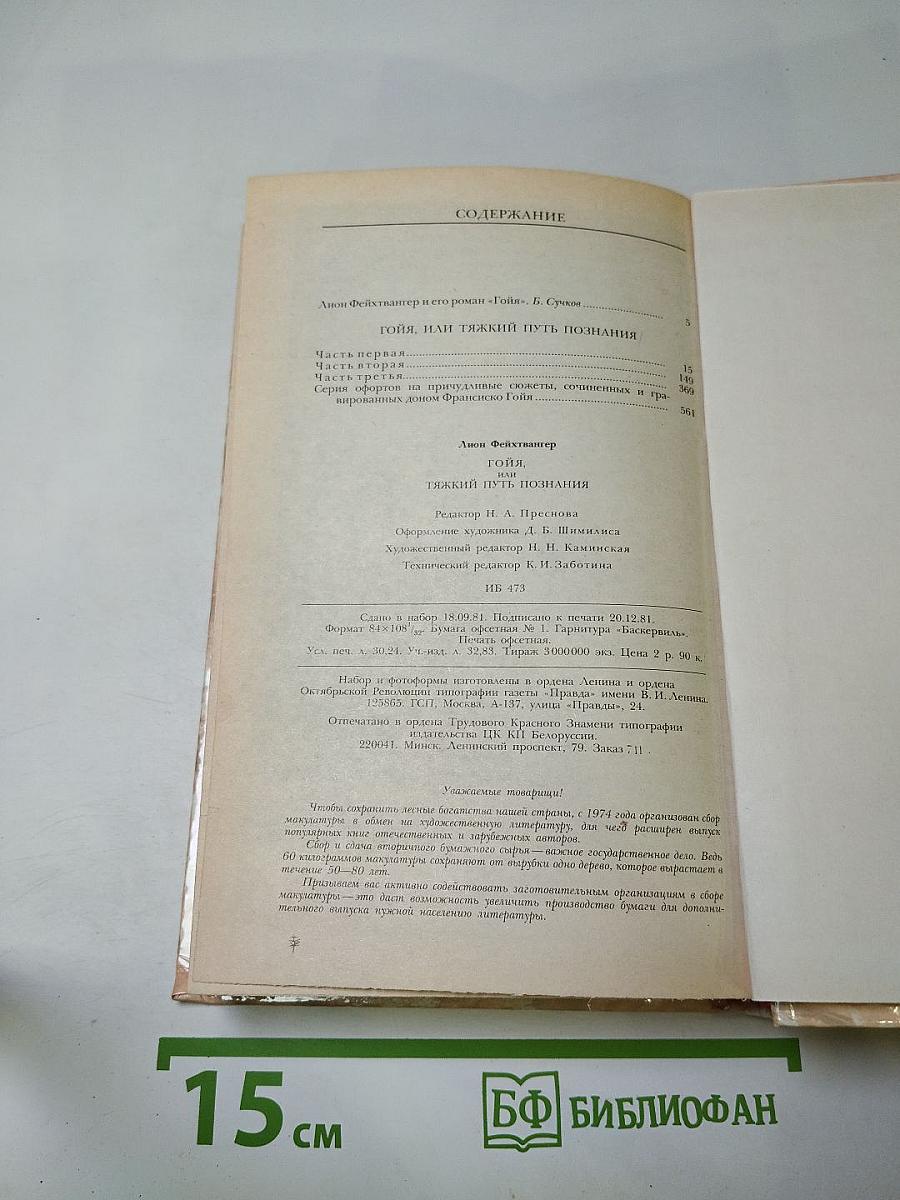 СОДЕРЖАНИЕ
Лион Фейхтвангер и его роман «Гойя». Б. Сучков 5
ГОЙЯ, ИЛИ ТЯЖКИЙ ПУТЬ ПОЗНАНИЯ
Часть первая 15
Часть вторая 149
Часть третья 369
Серия офортов на причудливые сюжеты, сочиненных и гра-
вированных доном Франсиско Гойя 561
Лион Фейхтвангер
ГОЙЯ,
ИЛИ
ТЯЖКИЙ ПУТЬ ПОЗНАНИЯ
Редактор Н. А. Преснова
Оформление художника Д. Б. Шимилиса
Художественный редактор Н. Н. Каминская
Технический редактор К. И. Заботина
ИБ 473
Сдано в набор 18.09.81. Подписано к печати 20.12.81.
Формат 84×108¹/₃₂. Бумага офсетная № 1. Гарнитура «Баскервиль».
Печать офсетная.
Усл. печ. л. 30,24. Уч.-изд. л. 32,83. Тираж 3 000 000 экз. Цена 2 р. 90 к.
Набор и фотоформы изготовлены в ордена Ленина и ордена
Октябрьской Революции типографии газеты «Правда» имени В. И. Ленина.
125865. ГСП, Москва, А-137, улица «Правды», 24.
Отпечатано в ордена Трудового Красного Знамени типографии
издательства ЦК КП Белоруссии.
220041. Минск. Ленинский проспект, 79. Заказ 711.
Уважаемые товарищи!
Чтобы сохранить лесные богатства нашей страны, с 1974 года организован сбор
макулатуры в обмен на художественную литературу, для чего расширен выпуск
популярных книг отечественных и зарубежных авторов.
Сбор и сдача вторичного бумажного сырья — важное государственное дело. Ведь
60 килограммов макулатуры сохраняют от вырубки одно дерево, которое вырастает в
течение 50—80 лет.
Призываем вас активно содействовать заготовительным организациям в сборе
макулатуры — это даст возможность увеличить производство бумаги для дополни-
тельного выпуска нужной населению литературы.
15 см
БФ БИБЛИОФАН